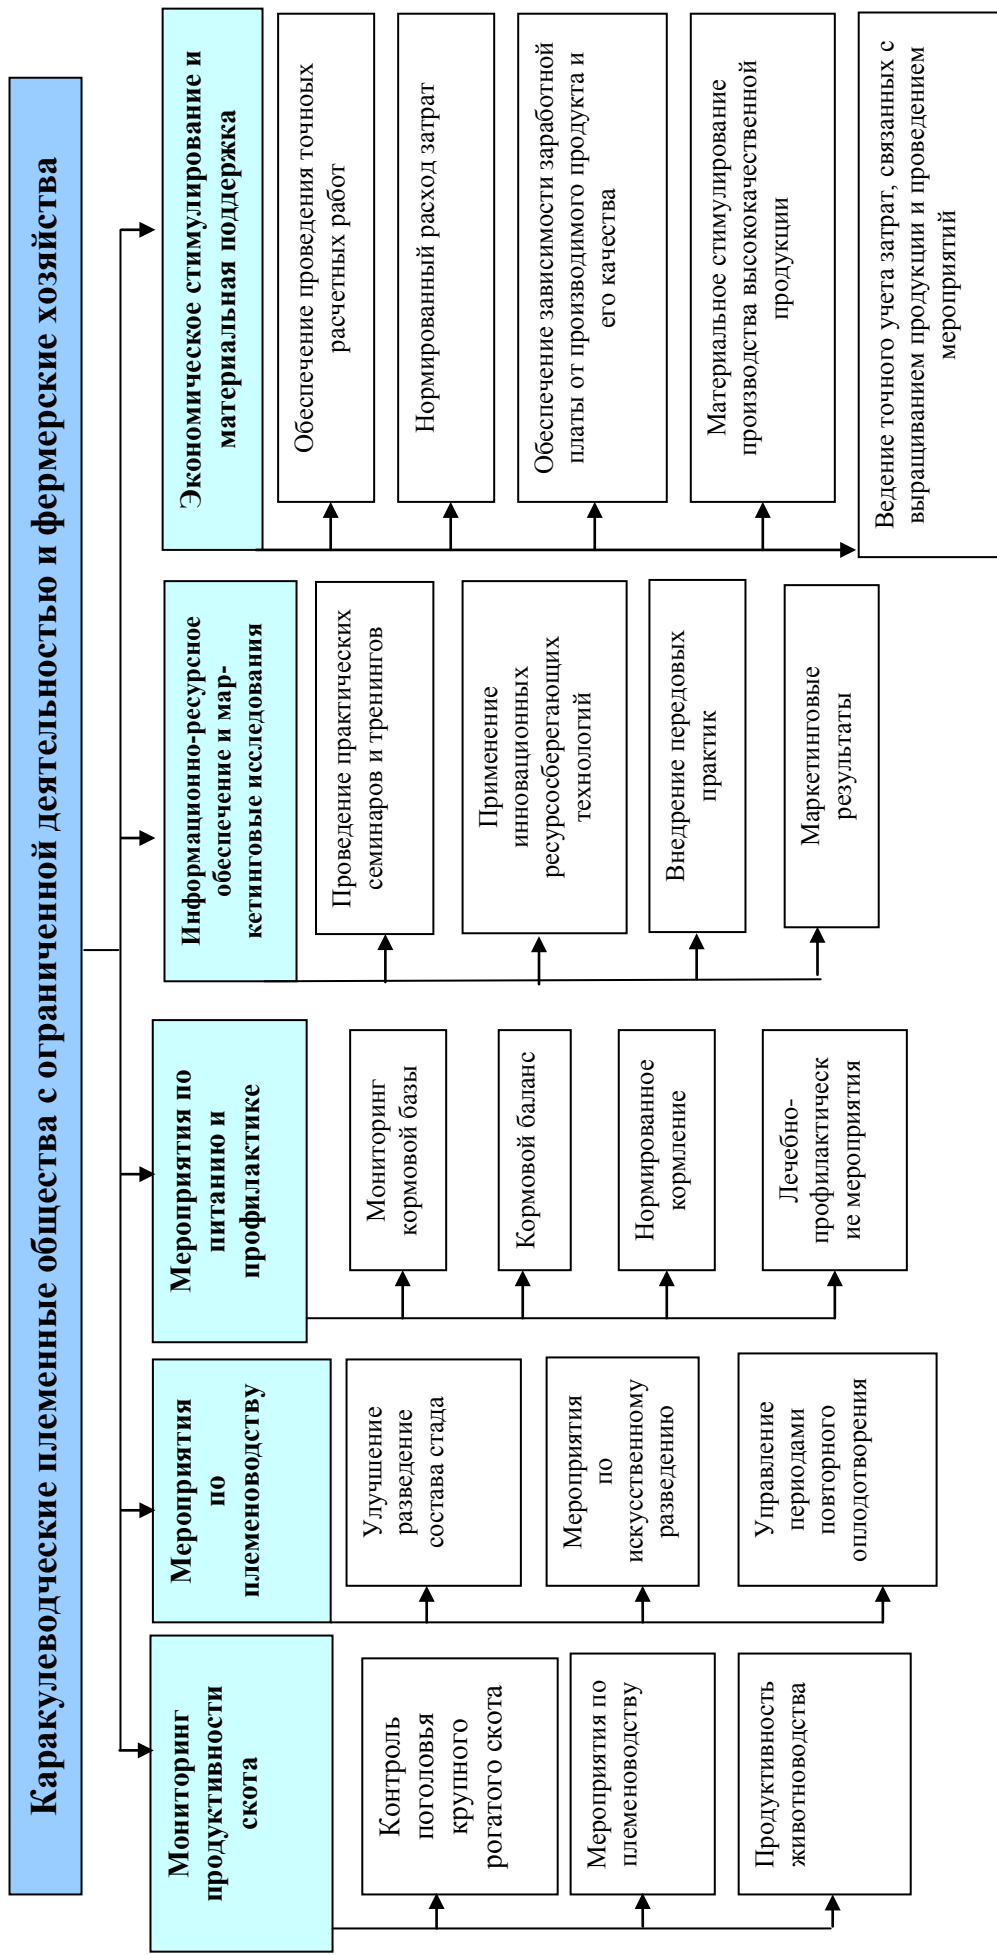 Каракулеводческие племенные общества с ограниченной деятельностью и фермерские хозяйства
Мониторинг
продуктивности
скота
Контроль
поголовья
крупного
рогатого скота
Мероприятия по
племеноводству
Продуктивность
животноводства
Мероприятия
по
племеноводству
Улучшение
разведение
состава стада
Мероприятия
по
искусственному
разведению
Управление
периодами
повторного
оплодотворения
Мероприятия по
питанию и
профилактике
Мониторинг
кормовой базы
Кормовой баланс
Нормированное
кормление
Лечебно-
профилактическ
ие мероприятия
Информационно-ресурсное
обеспечение и мар-
кетинговые исследования
Проведение практических
семинаров и тренингов
Применение
инновационных
ресурсосберегающих
технологий
Внедрение передовых
практик
Маркетинговые
результаты
Экономическое стимулирование и
материальная поддержка
Обеспечение проведения точных
расчетных работ
Нормированный расход затрат
Обеспечение зависимости заработной
платы от производимого продукта и
его качества
Материальное стимулирование
производства высококачественной
продукции
Ведение точного учета затрат, связанных с
выращиванием продукции и проведением
мероприятий